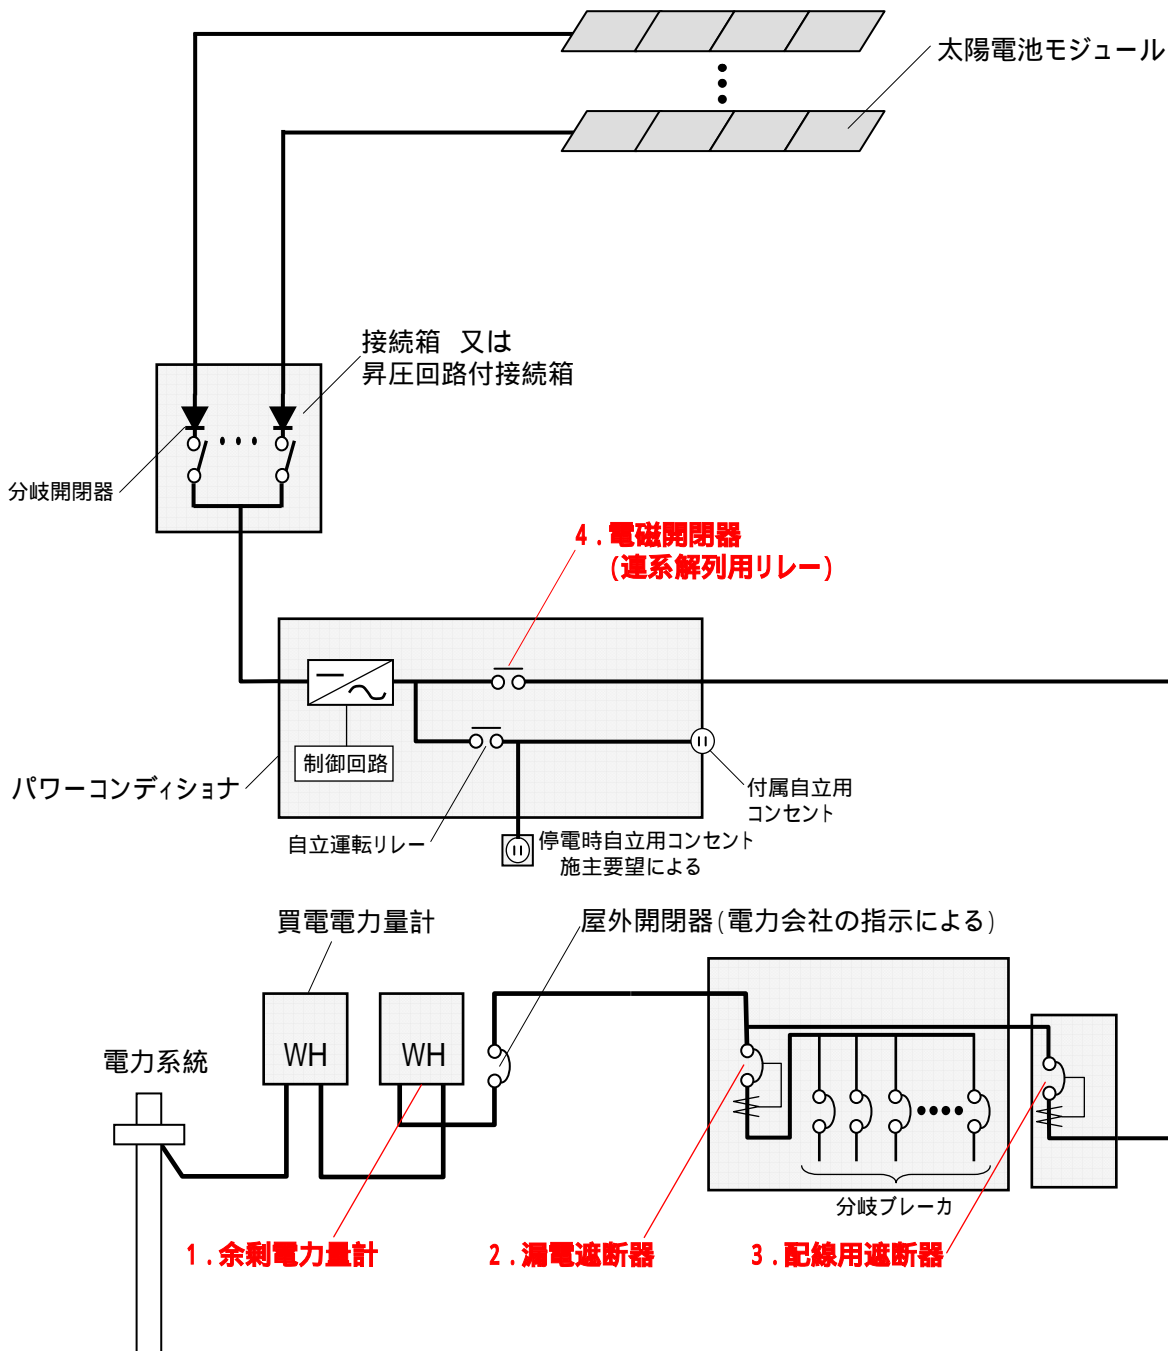 太陽電池モジュール
接続箱 又は
昇圧回路付接続箱
分岐開閉器
4．電磁開閉器
(連系解列用リレー)
制御回路
パワーコンディショナ
付属自立用
コンセント
自立運転リレー
停電時自立用コンセント
施主要望による
買電電力量計
屋外開閉器(電力会社の指示による)
WH
WH
電力系統
分岐ブレーカ
1．余剰電力量計
2．漏電遮断器
3．配線用遮断器